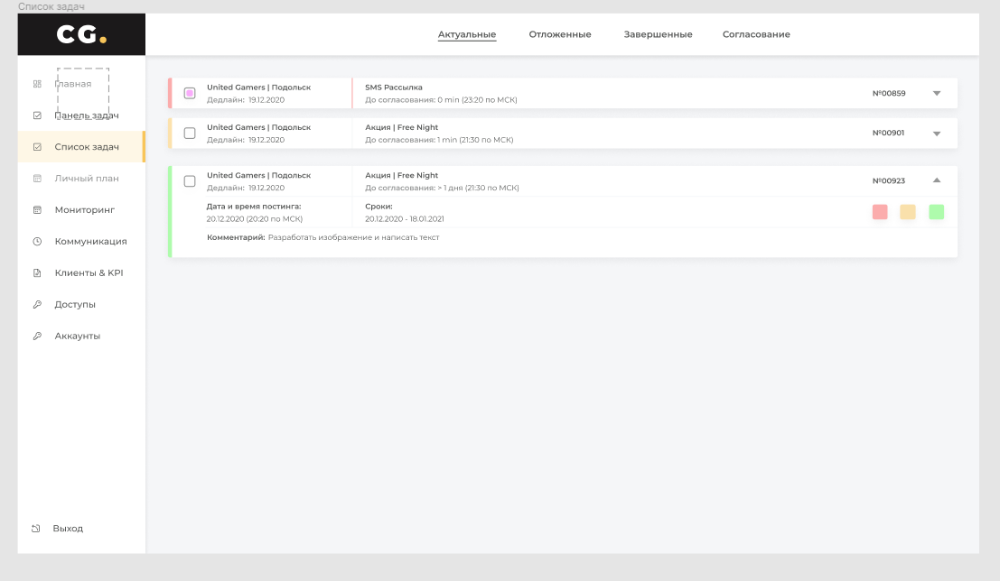 Список задач
CG.
Актуальные Отложенные Завершенные Согласование
Главная
Панель задач
Список задач
Личный план
Мониторинг
Коммуникация
Клиенты & KPI
Доступы
Аккаунты
Выход
United Gamers | Подольск SMS Рассылка №00859
Дедлайн: 19.12.2020 До согласования: 0 min (23:20 по МСК)
United Gamers | Подольск Акция | Free Night №00901
Дедлайн: 19.12.2020 До согласования: 1 min (21:30 по МСК)
United Gamers | Подольск Акция | Free Night №00923
Дедлайн: 19.12.2020 До согласования: > 1 дня (21:30 по МСК)
Дата и время постинга: Сроки:
20.12.2020 (20:20 по МСК) 20.12.2020 - 18.01.2021
Комментарий: Разработать изображение и написать текст